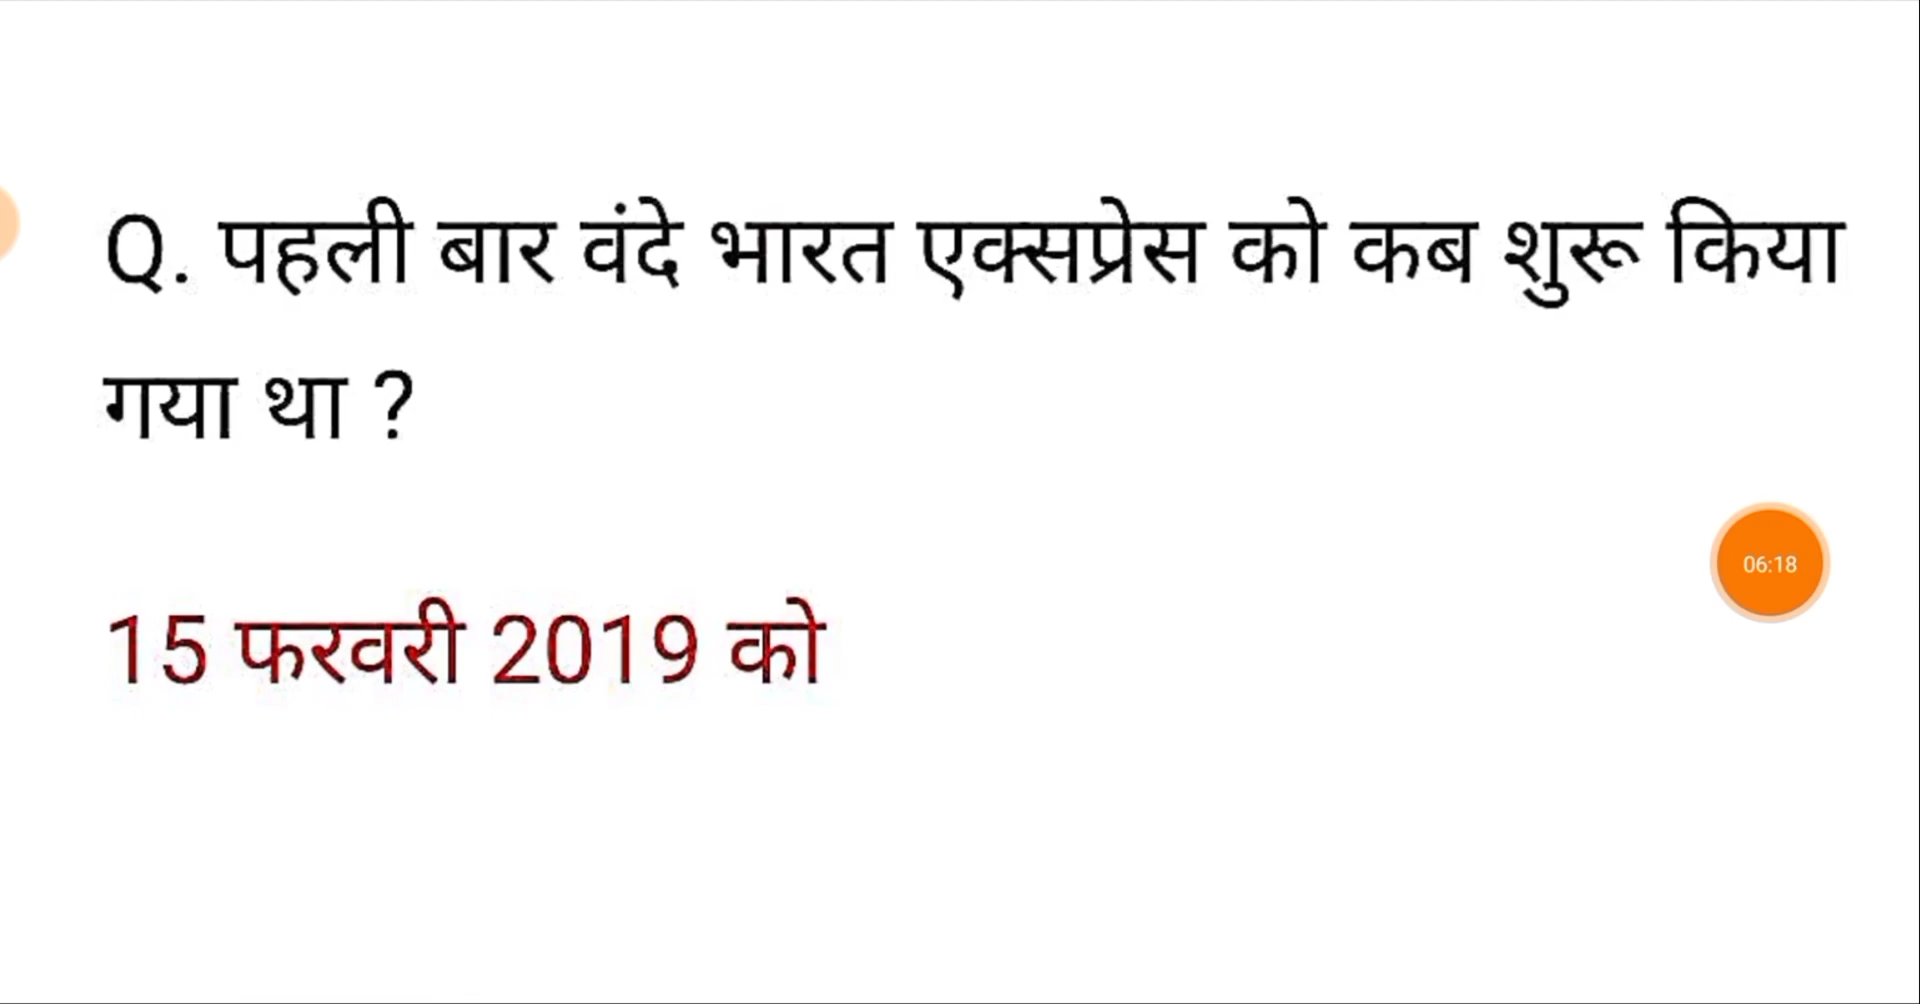 Q. पहली बार वंदे भारत एक्सप्रेस को कब शुरू किया
गया था ?
06:18
15 फरवरी 2019 को